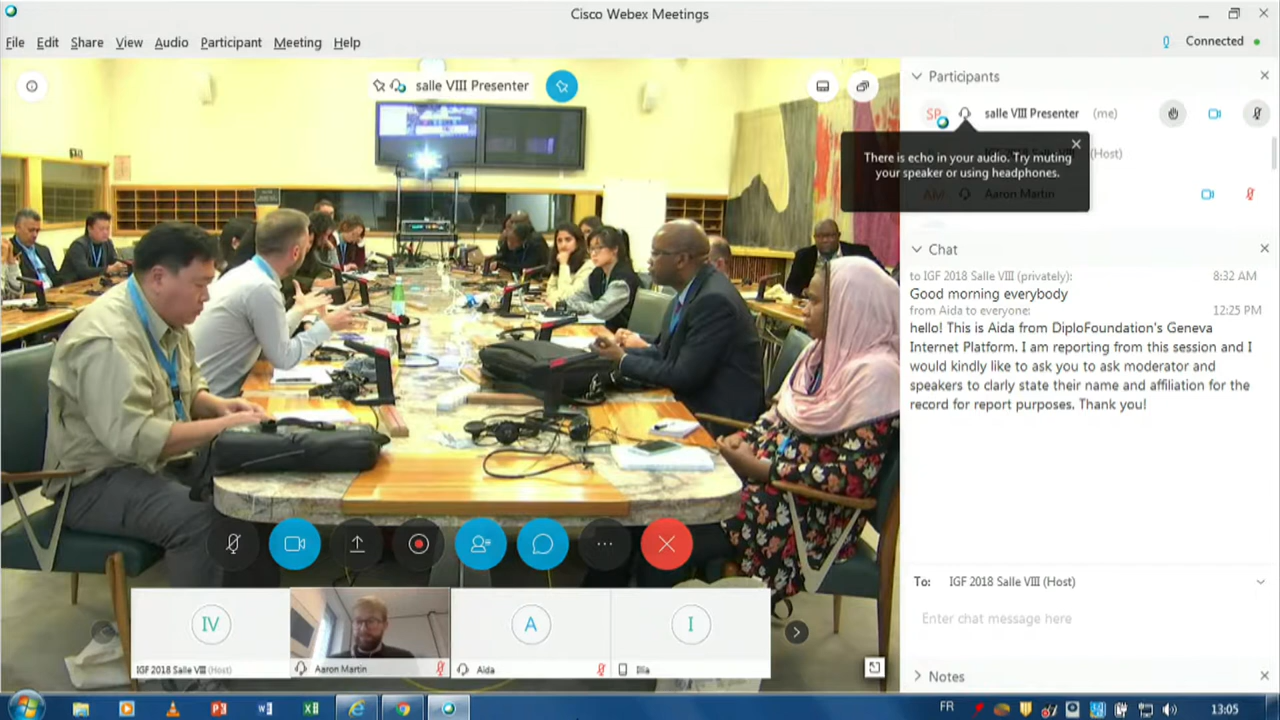 Cisco Webex Meetings
File Edit Share View Audio Participant Meeting Help
Connected
salle VIII Presenter
Participants
SP salle VIII Presenter (me)
(Host)
There is echo in your audio. Try muting
your speaker or using headphones.
AM Aaron Martin
Chat
to IGF 2018 Salle VIII (privately): 8:32 AM
Good morning everybody
from Aida to everyone: 12:25 PM
hello! This is Aida from DiploFoundation's Geneva
Internet Platform. I am reporting from this session and I
would kindly like to ask you to ask moderator and
speakers to clarly state their name and affiliation for the
record for report purposes. Thank you!
To: IGF 2018 Salle VIII (Host)
Enter chat message here
Notes
IV
A
I
IGF 2018 Salle VIII (Host)
Aaron Martin
Aida
Illia
FR
13:05